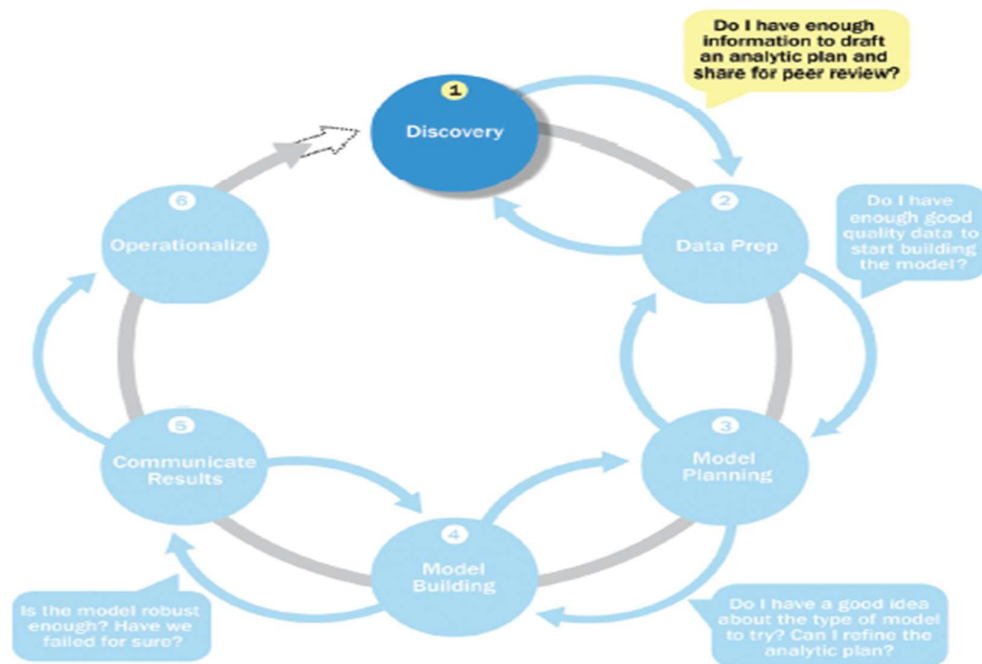 Do I have enough
information to draft
an analytic plan and
share for peer review?
1
Discovery
2
Data Prep
Do I have
enough good
quality data to
start building
the model?
3
Model
Planning
Do I have a good idea
about the type of model
to try? Can I refine the
analytic plan?
4
Model
Building
Is the model robust
enough? Have we
failed for sure?
5
Communicate
Results
6
Operationalize